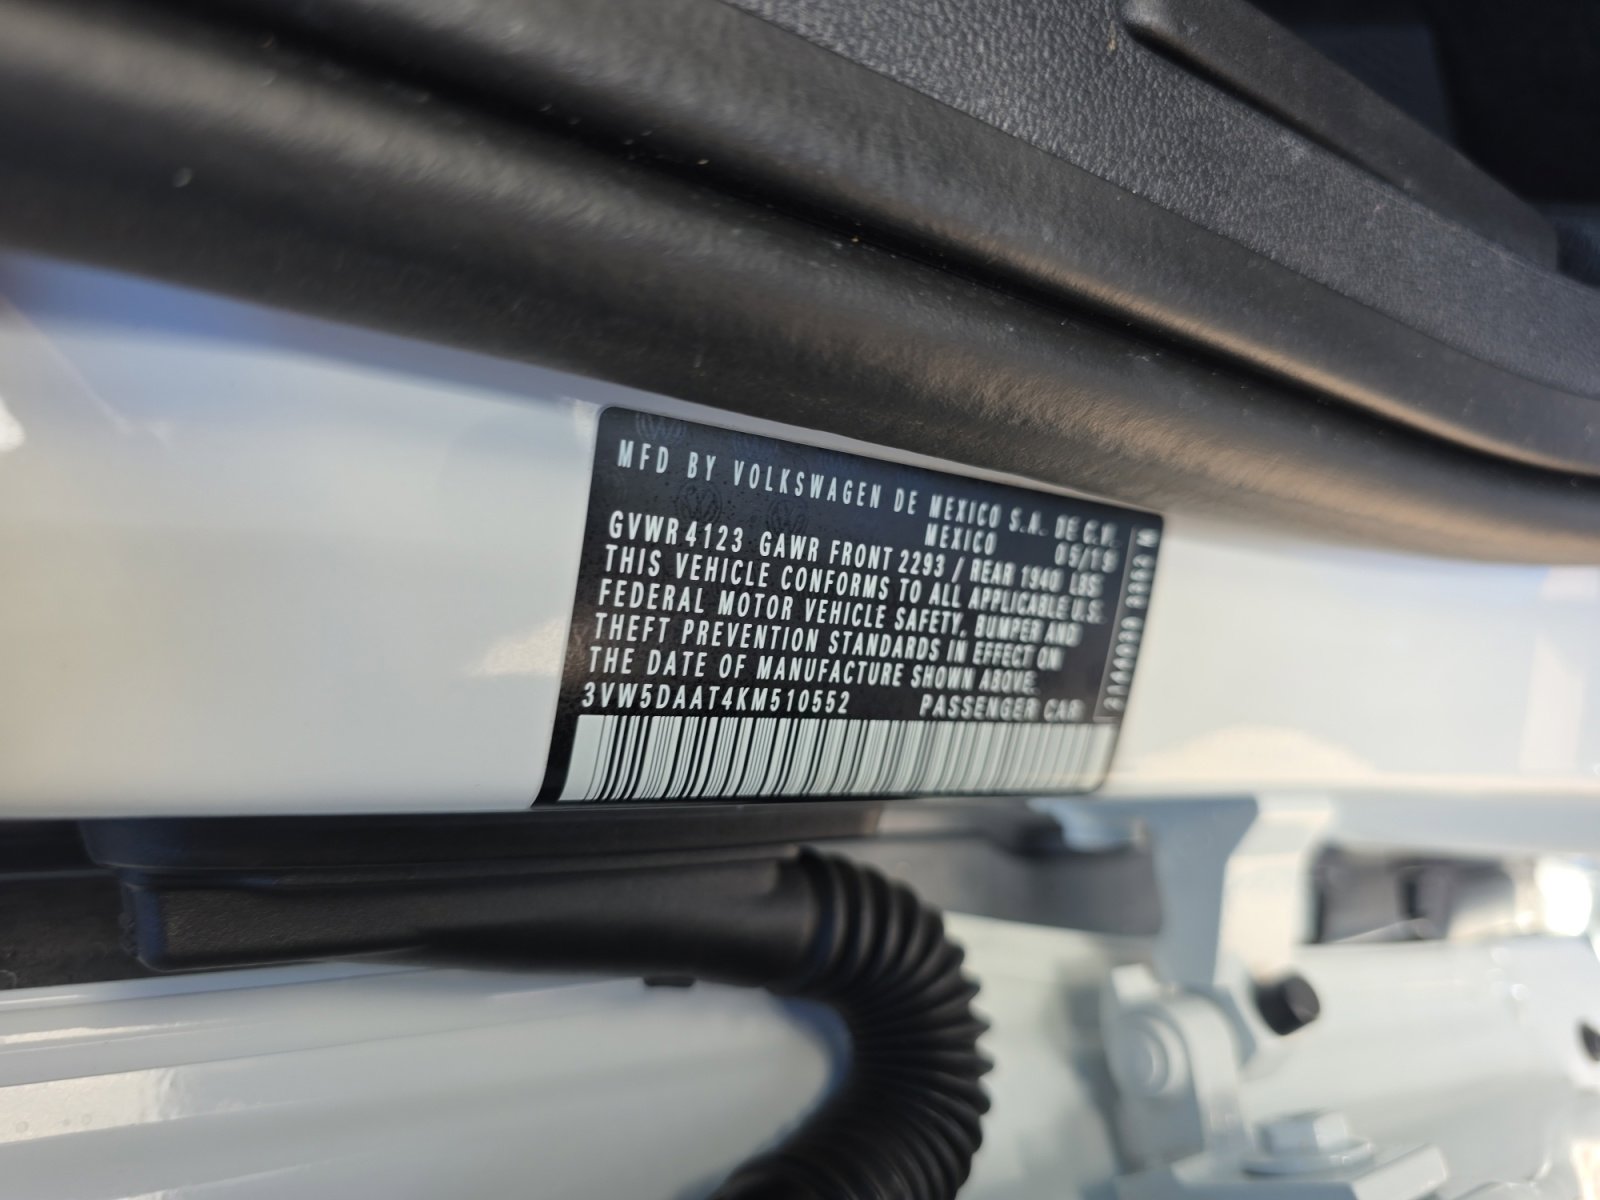 MFD BY VOLKSWAGEN DE MEXICO S.A. DE C.V.
MEXICO 05/19
GVWR 4123 GAWR FRONT 2293 / REAR 1940 LBS
THIS VEHICLE CONFORMS TO ALL APPLICABLE U.S.
FEDERAL MOTOR VEHICLE SAFETY, BUMPER AND
THEFT PREVENTION STANDARDS IN EFFECT ON
THE DATE OF MANUFACTURE SHOWN ABOVE.
3VW5DAAT4KM510552 PASSENGER CAR